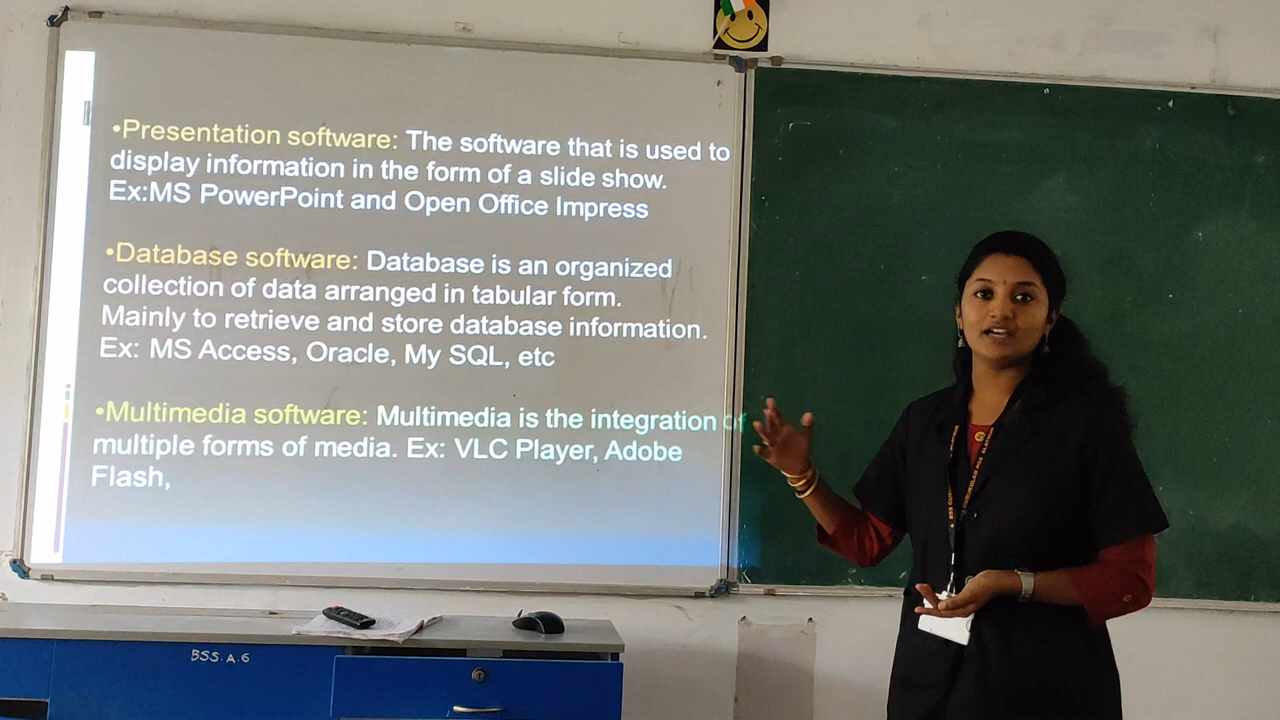 •Presentation software: The software that is used to
display information in the form of a slide show.
Ex:MS PowerPoint and Open Office Impress
•Database software: Database is an organized
collection of data arranged in tabular form.
Mainly to retrieve and store database information.
Ex: MS Access, Oracle, My SQL, etc
•Multimedia software: Multimedia is the integration of
multiple forms of media. Ex: VLC Player, Adobe
Flash,
BSS.A.6